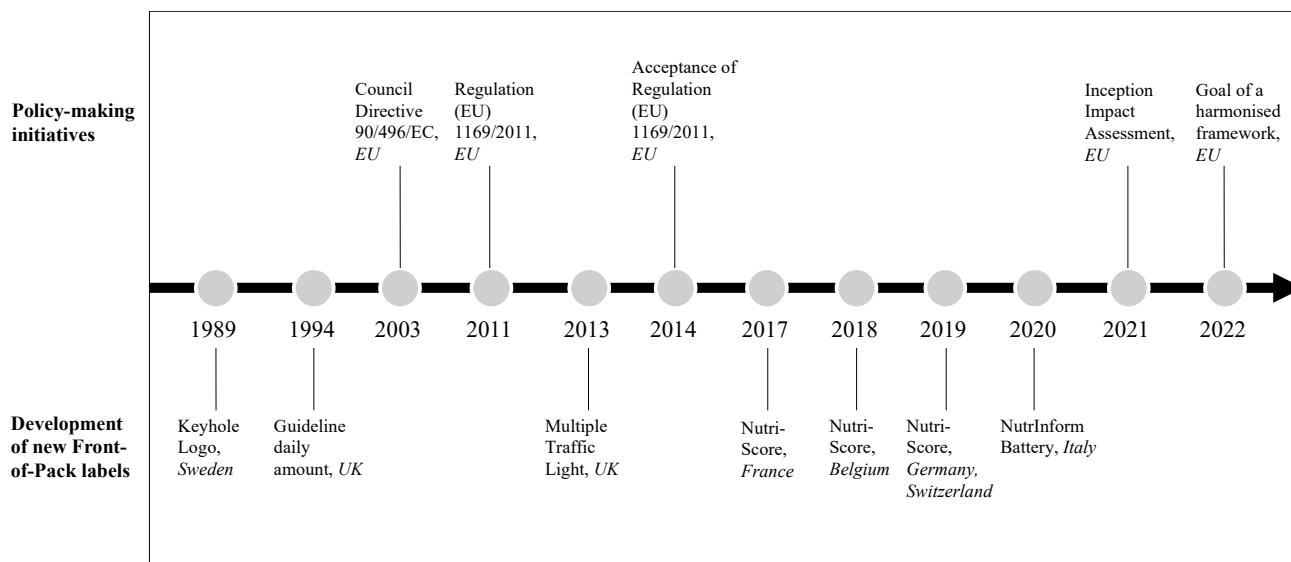 Policy-making
initiatives
Council
Directive
90/496/EC,
EU
Regulation
(EU)
1169/2011,
EU
Acceptance of
Regulation
(EU)
1169/2011,
EU
Inception
Impact
Assessment,
EU
Goal of a
harmonised
framework,
EU
1989 1994 2003 2011 2013 2014 2017 2018 2019 2020 2021 2022
Development
of new Front-
of-Pack labels
Keyhole
Logo,
Sweden
Guideline
daily
amount, UK
Multiple
Traffic
Light, UK
Nutri-
Score,
France
Nutri-
Score,
Belgium
Nutri-
Score,
Germany,
Switzerland
NutrInform
Battery, Italy